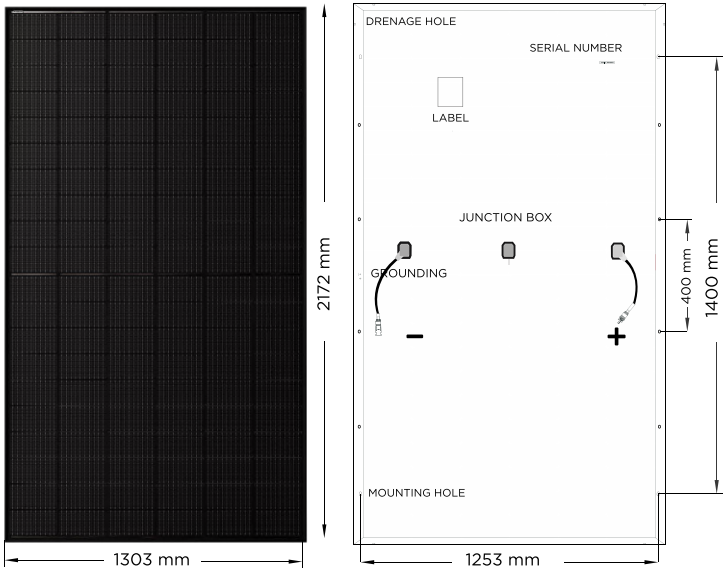 DRENAGE HOLE
SERIAL NUMBER
LABEL
JUNCTION BOX
GROUNDING
2172 mm
400 mm
1400 mm
MOUNTING HOLE
1303 mm
1253 mm